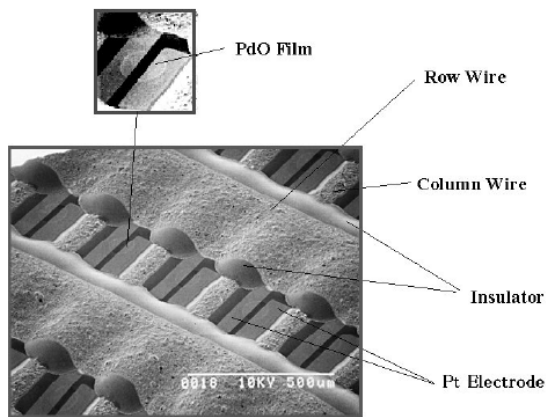 PdO Film
Row Wire
Column Wire
Insulator
Pt Electrode
0018 10KV 500um